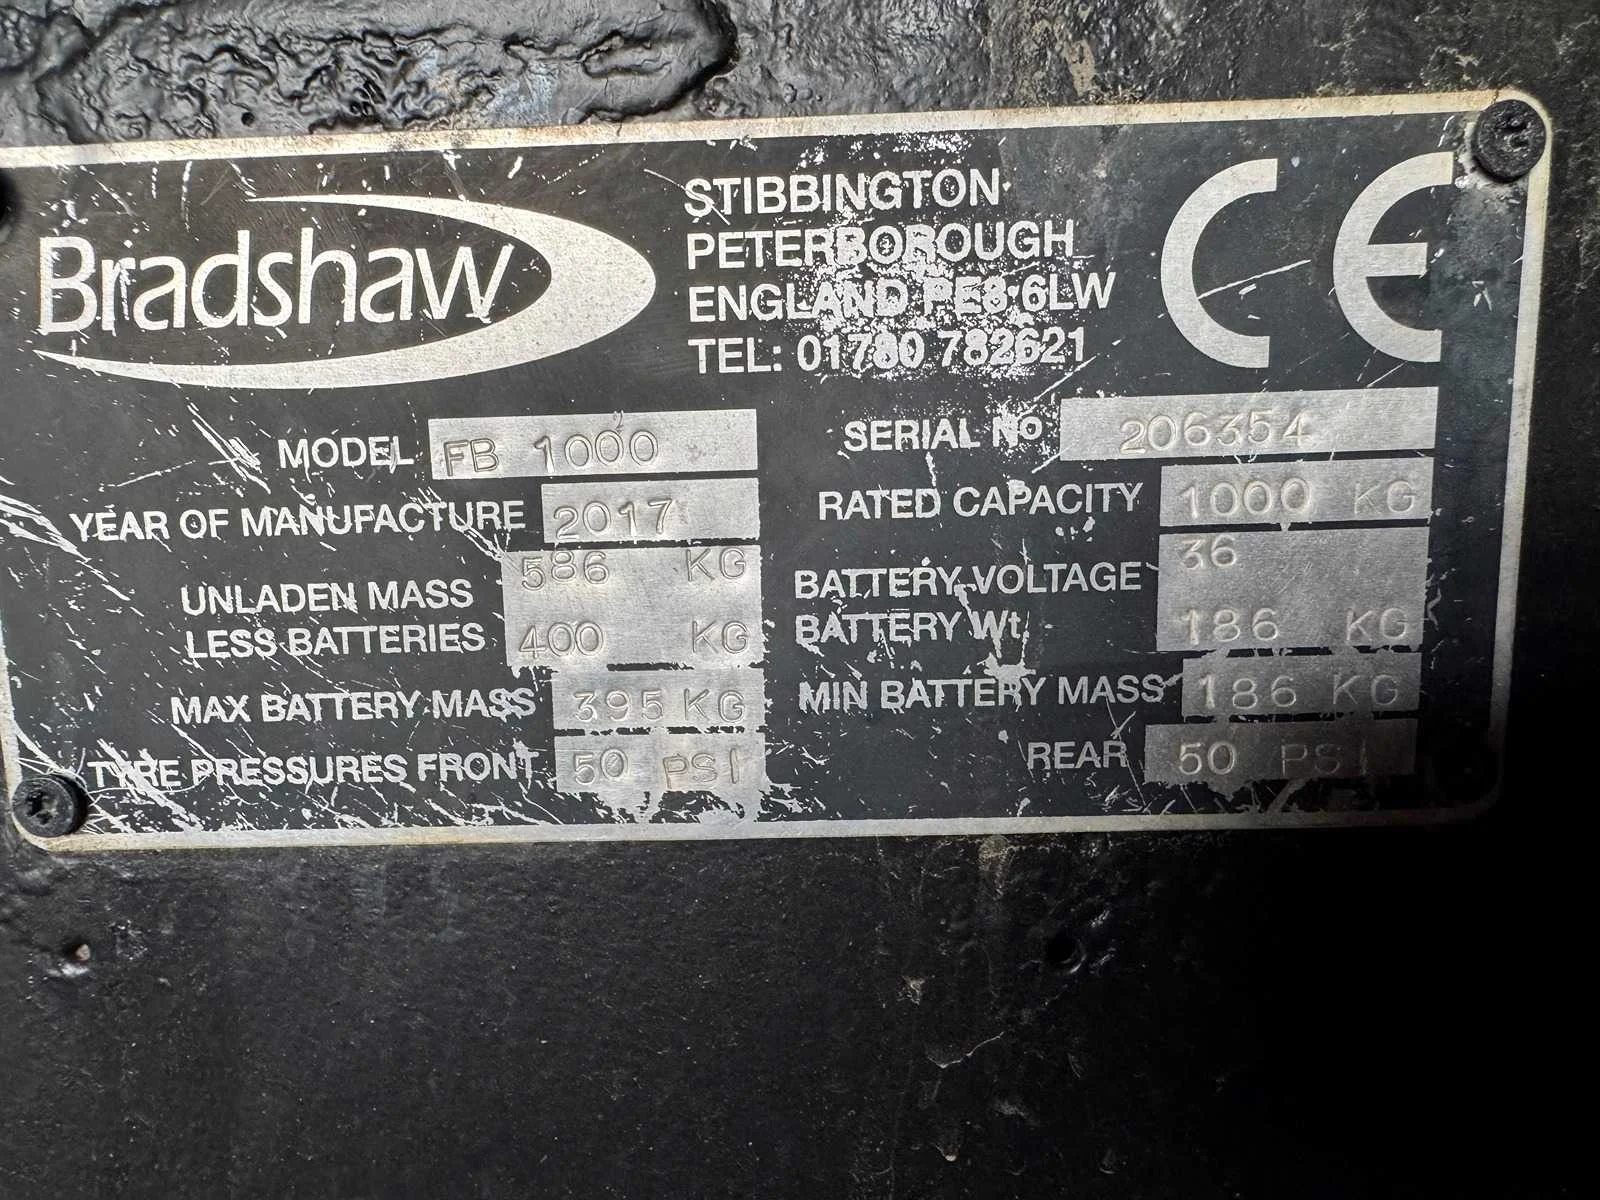 Bradshaw
STIBBINGTON
PETERBOROUGH
ENGLAND PE8 6LW
TEL: 01780 782621
CE
MODEL FB 1000
SERIAL No 206354
YEAR OF MANUFACTURE 2017
RATED CAPACITY 1000 KG
UNLADEN MASS 586 KG
BATTERY VOLTAGE 36
LESS BATTERIES 400 KG
BATTERY Wt. 186 KG
MAX BATTERY MASS 395 KG
MIN BATTERY MASS 186 KG
TYRE PRESSURES FRONT 50 PSI
REAR 50 PSI